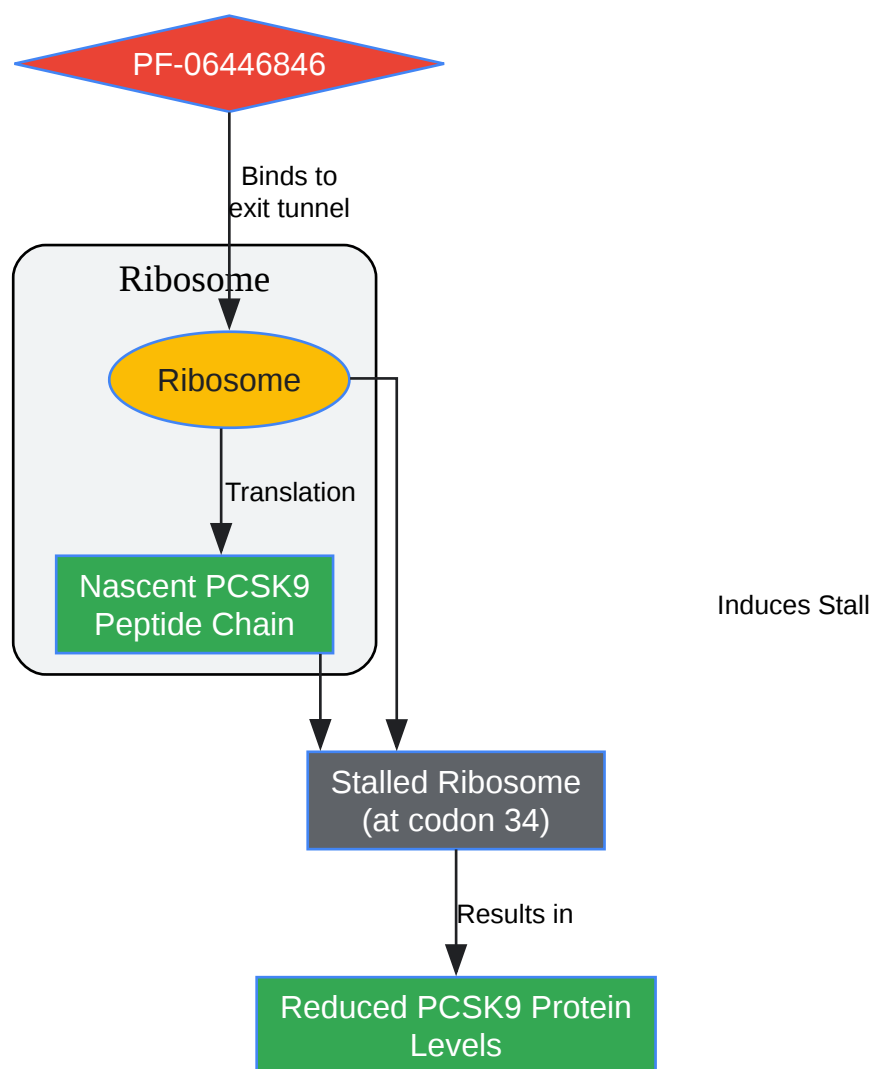 PF-06446846
Binds to
exit tunnel
Ribosome
Ribosome
Translation
Nascent PCSK9
Peptide Chain
Induces Stall
Stalled Ribosome
(at codon 34)
Results in
Reduced PCSK9 Protein
Levels